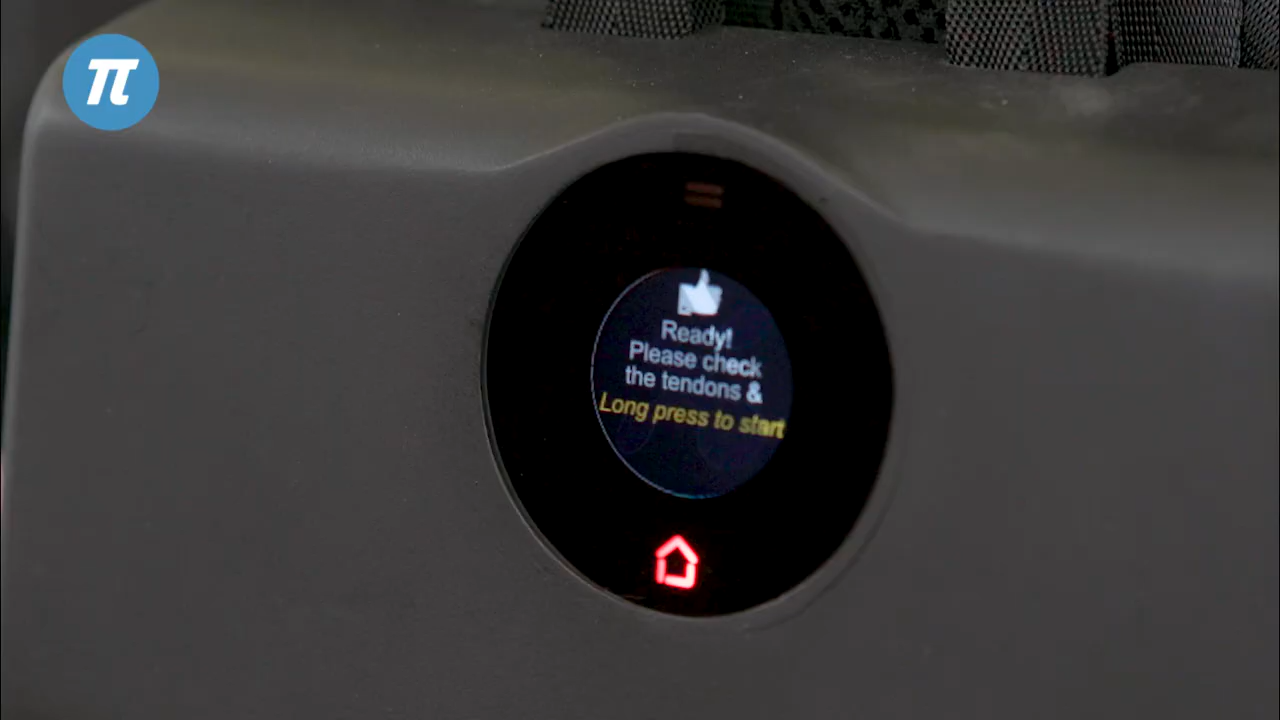 π
Ready!
Please check
the tendons &
Long press to start